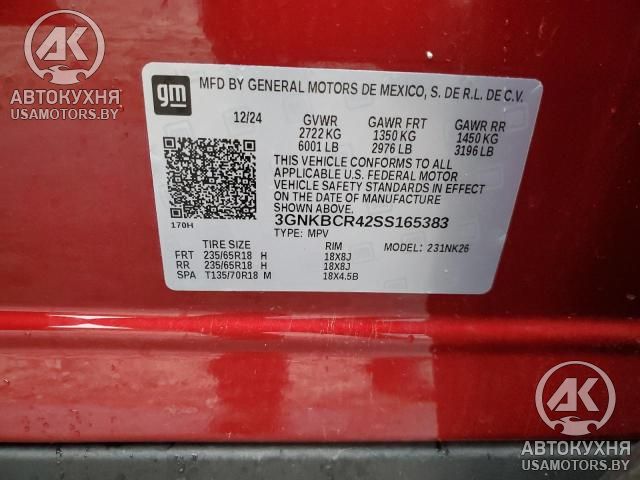 АВТОКУХНЯ
USAMOTORS.BY
gm
MFD BY GENERAL MOTORS DE MEXICO, S. DE R.L. DE C.V.
12/24 GVWR GAWR FRT GAWR RR
2722 KG 1350 KG 1450 KG
6001 LB 2976 LB 3196 LB
THIS VEHICLE CONFORMS TO ALL
APPLICABLE U.S. FEDERAL MOTOR
VEHICLE SAFETY STANDARDS IN EFFECT
ON THE DATE OF MANUFACTURE
SHOWN ABOVE.
170H
3GNKBCR42SS165383
TYPE: MPV MODEL: 231NK26
TIRE SIZE RIM
FRT 235/65R18 H 18X8J
RR 235/65R18 H 18X8J
SPA T135/70R18 M 18X4.5B
АК
АВТОКУХНЯ
USAMOTORS.BY